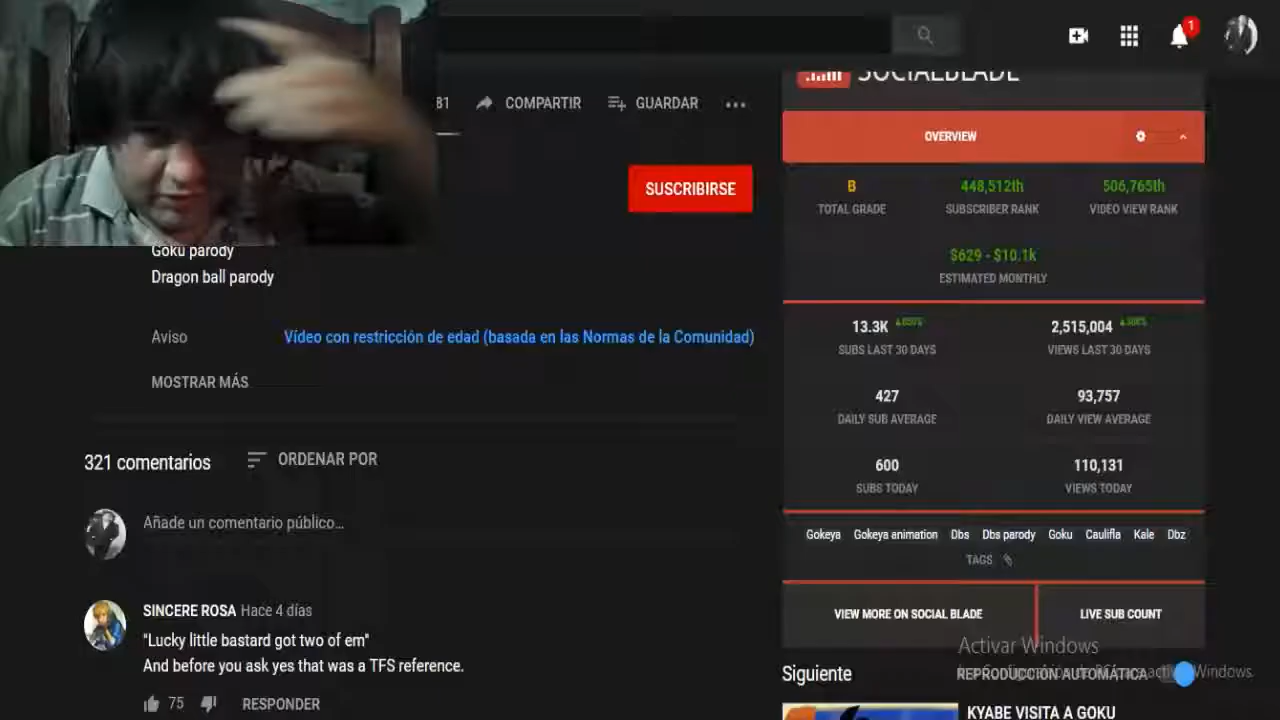 1
81 COMPARTIR GUARDAR
SUSCRIBIRSE
Goku parody
Dragon ball parody
Aviso Vídeo con restricción de edad (basada en las Normas de la Comunidad)
MOSTRAR MÁS
321 comentarios ORDENAR POR
Añade un comentario público...
SINCERE ROSA Hace 4 días
"Lucky little bastard got two of em"
And before you ask yes that was a TFS reference.
75 RESPONDER
SOCIALBLADE
OVERVIEW
B 448,512th 506,765th
TOTAL GRADE SUBSCRIBER RANK VIDEO VIEW RANK
$629 - $10.1k
ESTIMATED MONTHLY
13.3K 2,515,004
SUBS LAST 30 DAYS VIEWS LAST 30 DAYS
427 93,757
DAILY SUB AVERAGE DAILY VIEW AVERAGE
600 110,131
SUBS TODAY VIEWS TODAY
Gokeya Gokeya animation Dbs Dbs parody Goku Caulifla Kale Dbz
TAGS
VIEW MORE ON SOCIAL BLADE LIVE SUB COUNT
Activar Windows
Siguiente REPRODUCCIÓN AUTOMÁTICA Windows.
KYABE VISITA A GOKU